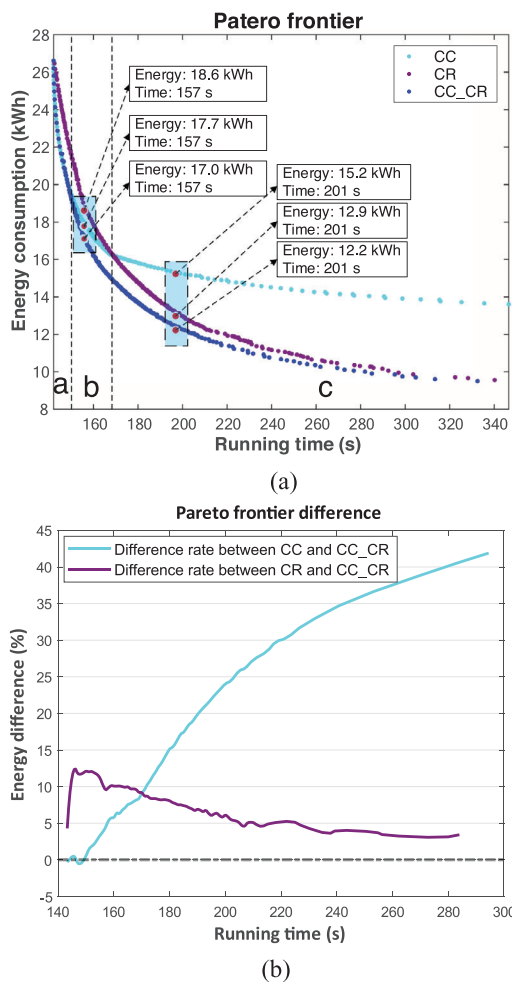 Patero frontier
Energy consumption (kWh)
28
26
24
22
20
18
16
14
12
10
8
CC
CR
CC_CR
Energy: 18.6 kWh
Time: 157 s
Energy: 17.7 kWh
Time: 157 s
Energy: 17.0 kWh
Time: 157 s
Energy: 15.2 kWh
Time: 201 s
Energy: 12.9 kWh
Time: 201 s
Energy: 12.2 kWh
Time: 201 s
a b c
160 180 200 220 240 260 280 300 320 340
Running time (s)
(a)
Pareto frontier difference
Energy difference (%)
45
40
35
30
25
20
15
10
5
0
-5
Difference rate between CC and CC_CR
Difference rate between CR and CC_CR
140 160 180 200 220 240 260 280 300
Running time (s)
(b)